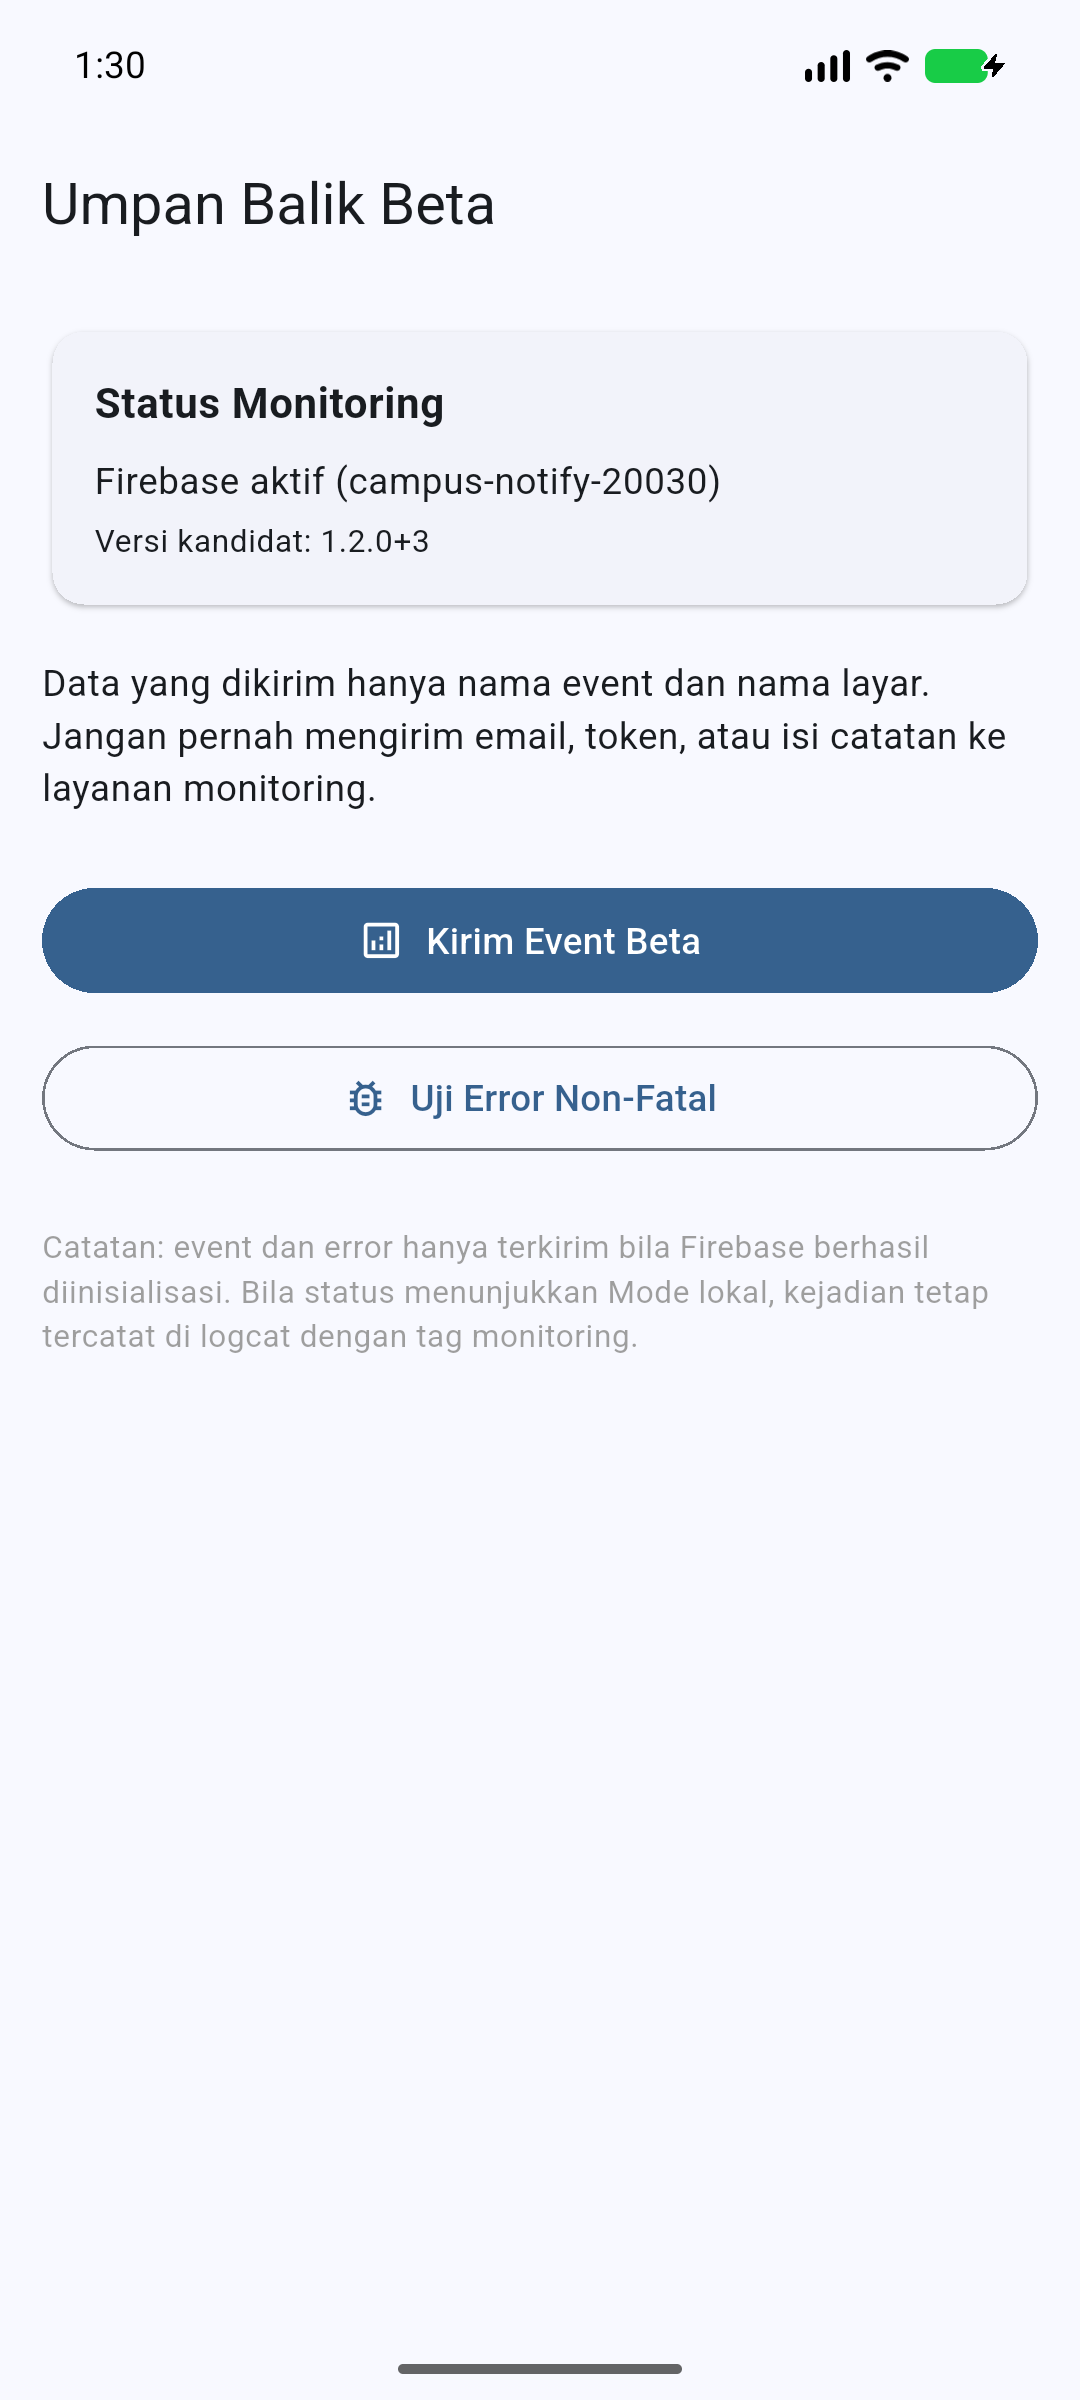 1:30
Umpan Balik Beta
Status Monitoring
Firebase aktif (campus-notify-20030)
Versi kandidat: 1.2.0+3
Data yang dikirim hanya nama event dan nama layar.
Jangan pernah mengirim email, token, atau isi catatan ke
layanan monitoring.
Kirim Event Beta
Uji Error Non-Fatal
Catatan: event dan error hanya terkirim bila Firebase berhasil
diinisialisasi. Bila status menunjukkan Mode lokal, kejadian tetap
tercatat di logcat dengan tag monitoring.